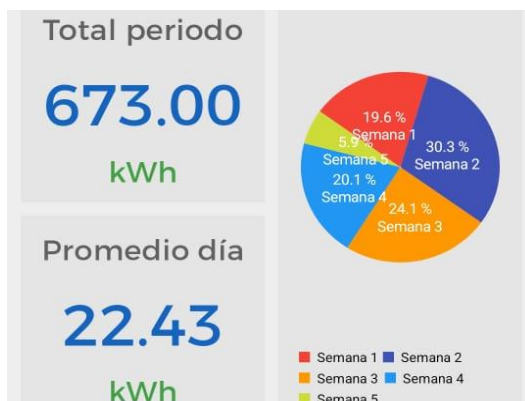 Total periodo
673.00
kWh
Promedio día
22.43
kWh
19.6 %
Semana 1
30.3 %
Semana 2
5.9 %
Semana 5
20.1 %
Semana 4
24.1 %
Semana 3
Semana 1 Semana 2
Semana 3 Semana 4
Semana 5